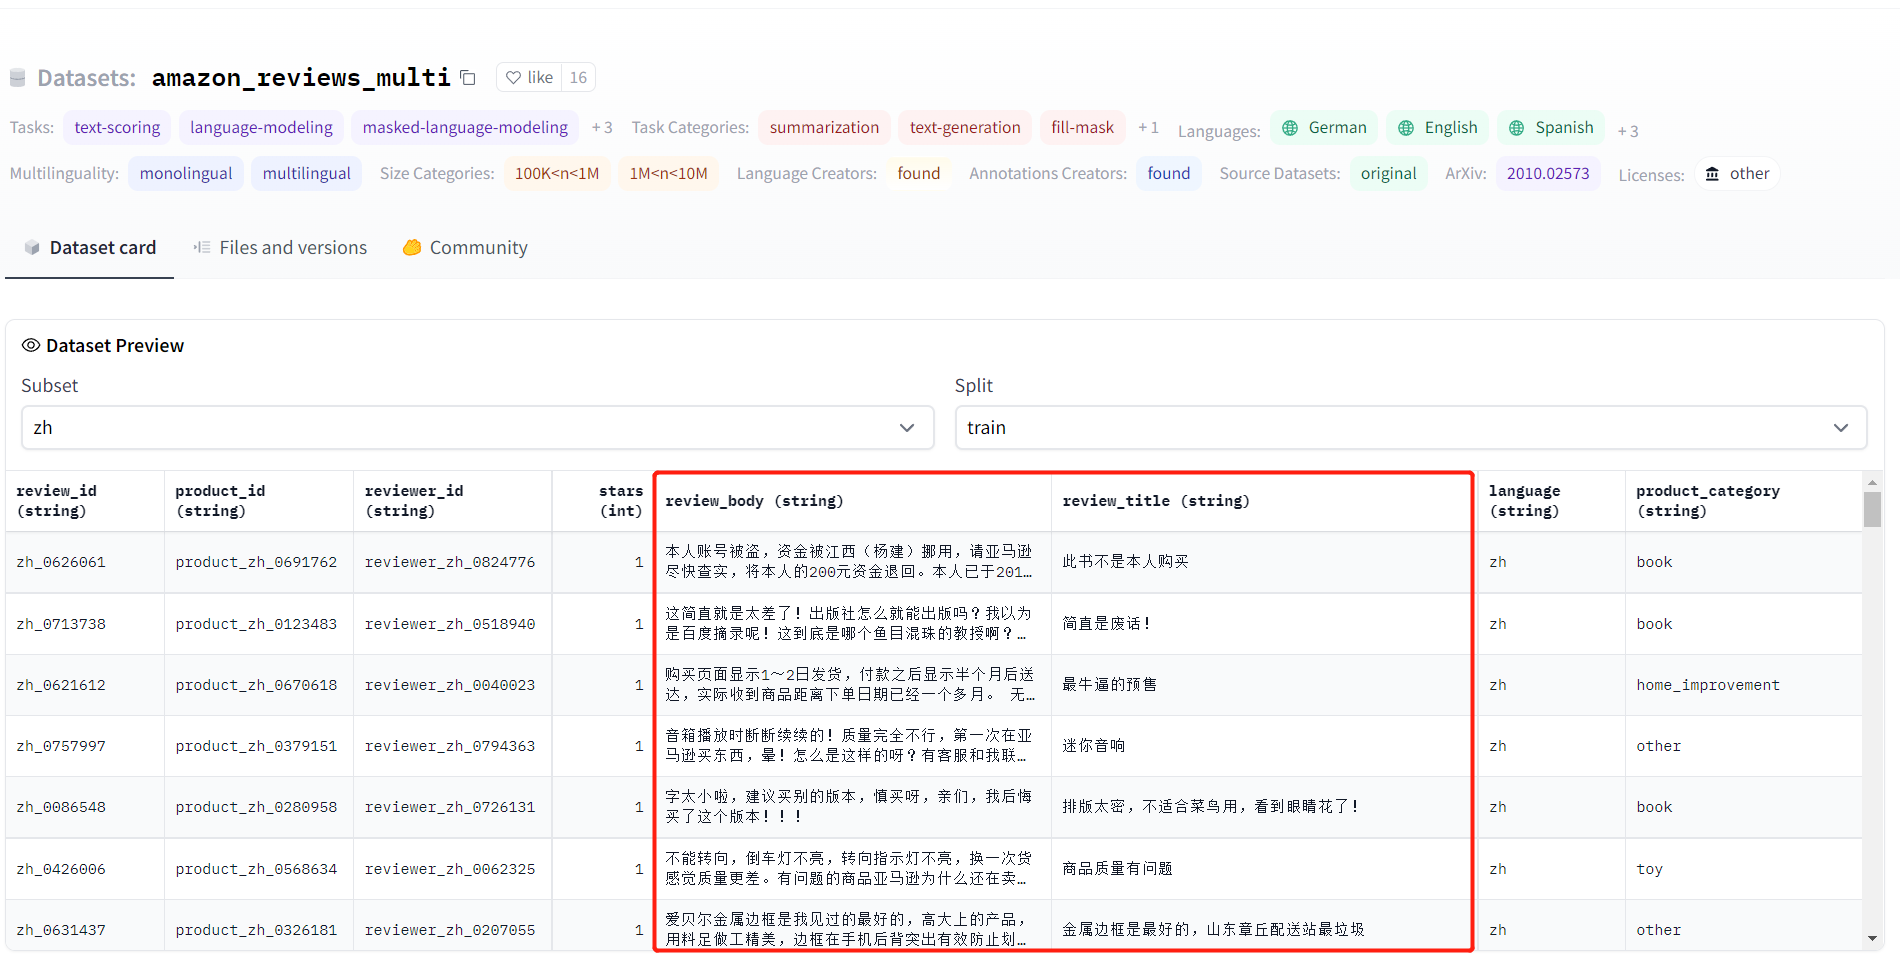 Datasets: amazon_reviews_multi like 16
Tasks: text-scoring language-modeling masked-language-modeling +3 Task Categories: summarization text-generation fill-mask +1 Languages: German English Spanish +3
Multilinguality: monolingual multilingual Size Categories: 100K<n<1M 1M<n<10M Language Creators: found Annotations Creators: found Source Datasets: original ArXiv: 2010.02573 Licenses: other
Dataset card Files and versions Community
Dataset Preview
Subset Split
zh train
review_id (string) product_id (string) reviewer_id (string) stars (int) review_body (string) review_title (string) language (string) product_category (string)
zh_0626061 product_zh_0691762 reviewer_zh_0824776 1 本人账号被盗，资金被江西（杨建）挪用，请亚马逊尽快查实，将本人的200元资金退回。本人已于201… 此书不是本人购买 zh book
zh_0713738 product_zh_0123483 reviewer_zh_0518940 1 这简直就是太差了！出版社怎么就能出版吗？我以为是百度摘录呢！这到底是哪个鱼目混珠的教授啊？… 简直是废话！ zh book
zh_0621612 product_zh_0670618 reviewer_zh_0040023 1 购买页面显示1～2日发货，付款之后显示半个月后送达，实际收到商品距离下单日期已经一个多月。 无… 最牛逼的预售 zh home_improvement
zh_0757997 product_zh_0379151 reviewer_zh_0794363 1 音箱播放时断断续续的！质量完全不行，第一次在亚马逊买东西，晕！怎么是这样的呀？有客服和我联… 迷你音响 zh other
zh_0086548 product_zh_0280958 reviewer_zh_0726131 1 字太小啦，建议买别的版本，慎买呀，亲们，我后悔买了这个版本！！！ 排版太密，不适合菜鸟用，看到眼睛花了！ zh book
zh_0426006 product_zh_0568634 reviewer_zh_0062325 1 不能转向，倒车灯不亮，转向指示灯不亮，换一次货感觉质量更差。有问题的商品亚马逊为什么还在卖… 商品质量有问题 zh toy
zh_0631437 product_zh_0326181 reviewer_zh_0207055 1 爱贝尔金属边框是我见过的最好的，高大上的产品，用料足做工精美，边框在手机后背突出有效防止划… 金属边框是最好的，山东章丘配送站最垃圾 zh other